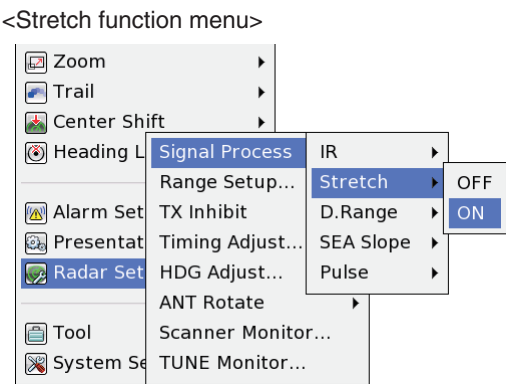 <Stretch function menu>
Zoom
Trail
Center Shift
Heading L
Alarm Set
Presentat
Radar Set
Tool
System Se
Signal Process
Range Setup...
TX Inhibit
Timing Adjust...
HDG Adjust...
ANT Rotate
Scanner Monitor...
TUNE Monitor...
IR
Stretch
D.Range
SEA Slope
Pulse
OFF
ON